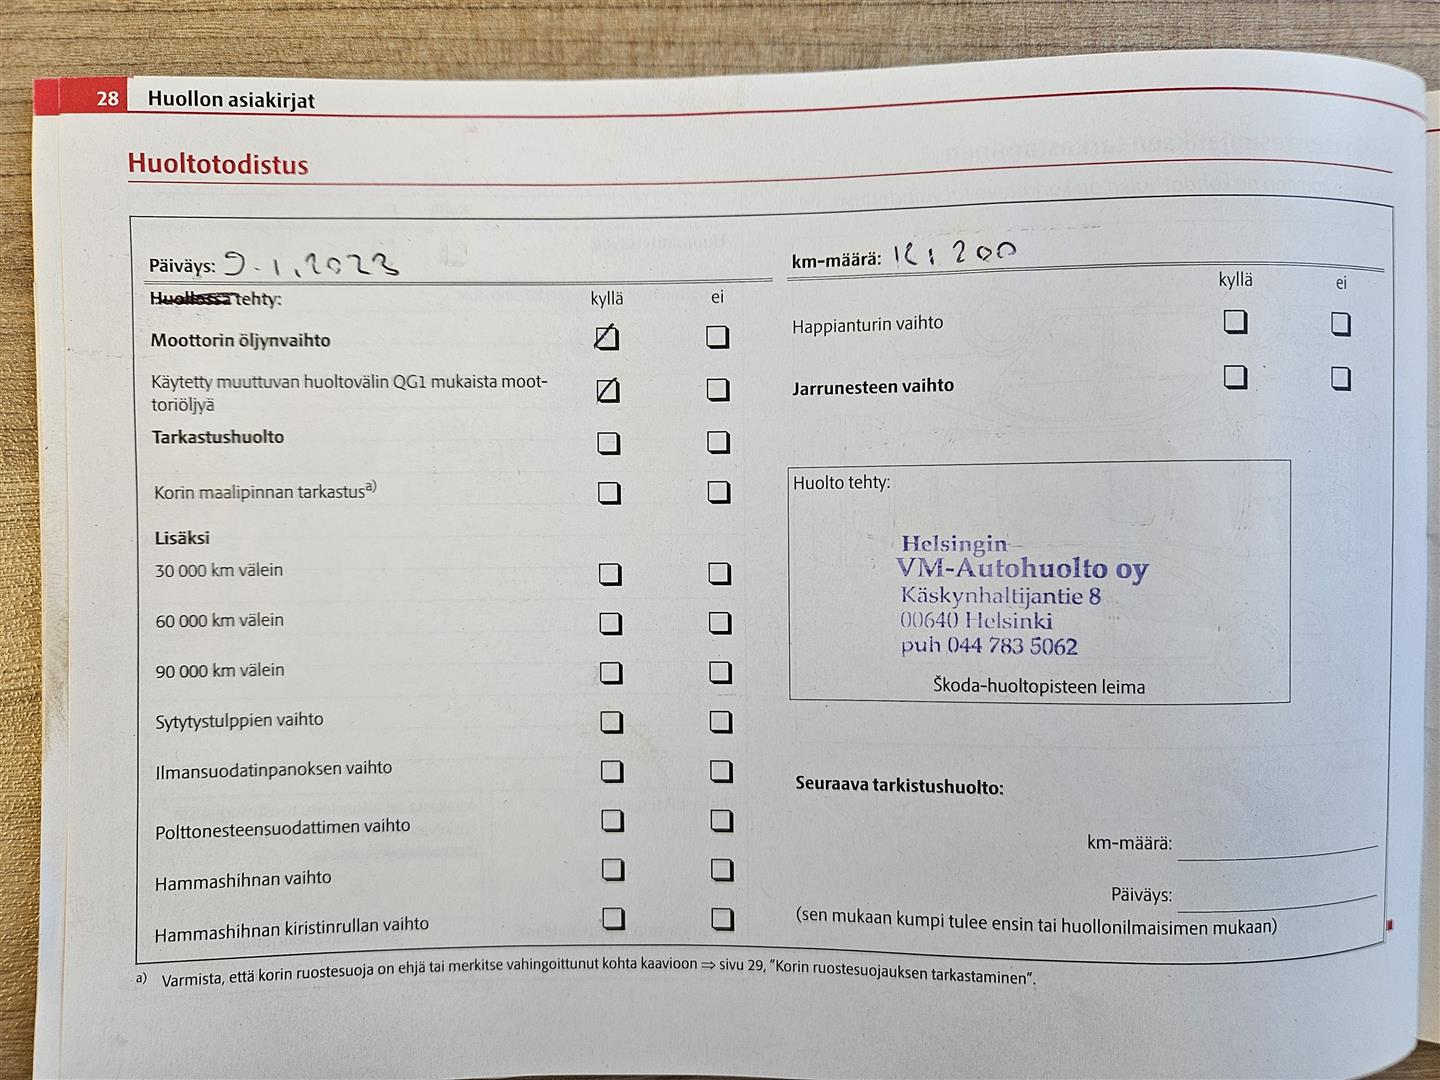 28 Huollon asiakirjat
Huoltotodistus
Päiväys: 9.1.2023
Huollossa tehty: kyllä ei
Moottorin öljynvaihto
Käytetty muuttuvan huoltovälin QG1 mukaista moot-
toriöljyä
Tarkastushuolto
Korin maalipinnan tarkastusa)
Lisäksi
30 000 km välein
60 000 km välein
90 000 km välein
Sytytystulppien vaihto
Ilmansuodatinpanoksen vaihto
Polttonesteensuodattimen vaihto
Hammashihnan vaihto
Hammashihnan kiristinrullan vaihto
km-määrä:
kyllä ei
Happianturin vaihto
Jarrunesteen vaihto
Huolto tehty:
Helsingin
VM-Autohuolto oy
Käskynhaltijantie 8
00640 Helsinki
puh 044 783 5062
Škoda-huoltopisteen leima
Seuraava tarkistushuolto:
km-määrä:
Päiväys:
(sen mukaan kumpi tulee ensin tai huollonilmaisimen mukaan)
a) Varmista, että korin ruostesuoja on ehjä tai merkitse vahingoittunut kohta kaavioon ⇒ sivu 29, "Korin ruostesuojauksen tarkastaminen".